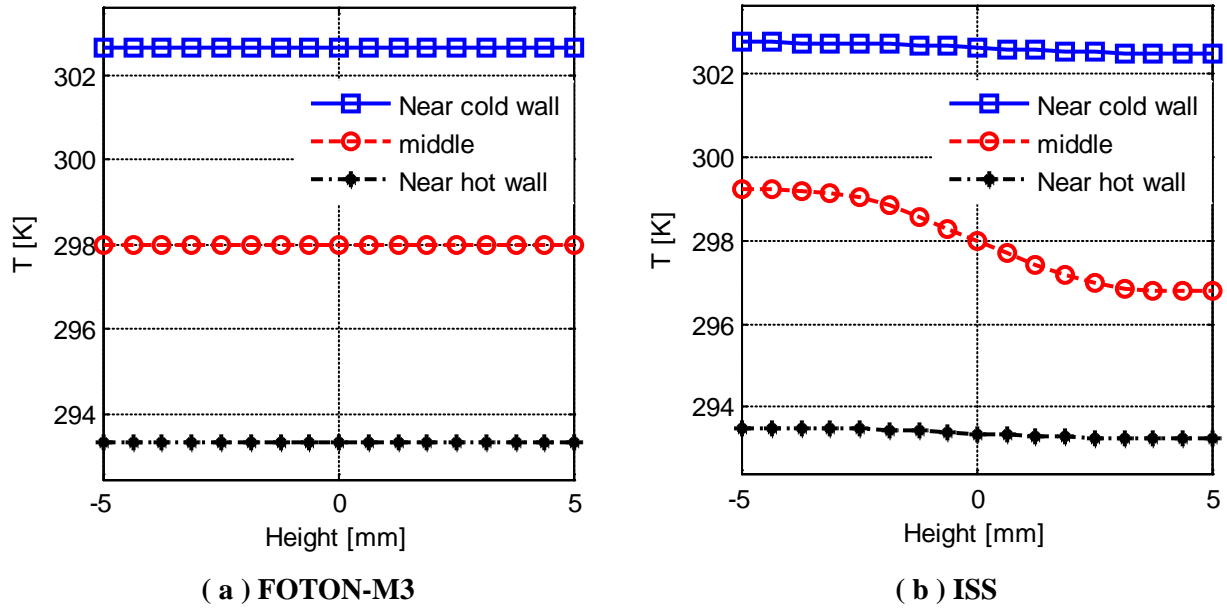 302
300
298
296
294
T [K]
-5
0
5
Height [mm]
Near cold wall
middle
Near hot wall
( a ) FOTON-M3
302
300
298
296
294
T [K]
-5
0
5
Height [mm]
Near cold wall
middle
Near hot wall
( b ) ISS